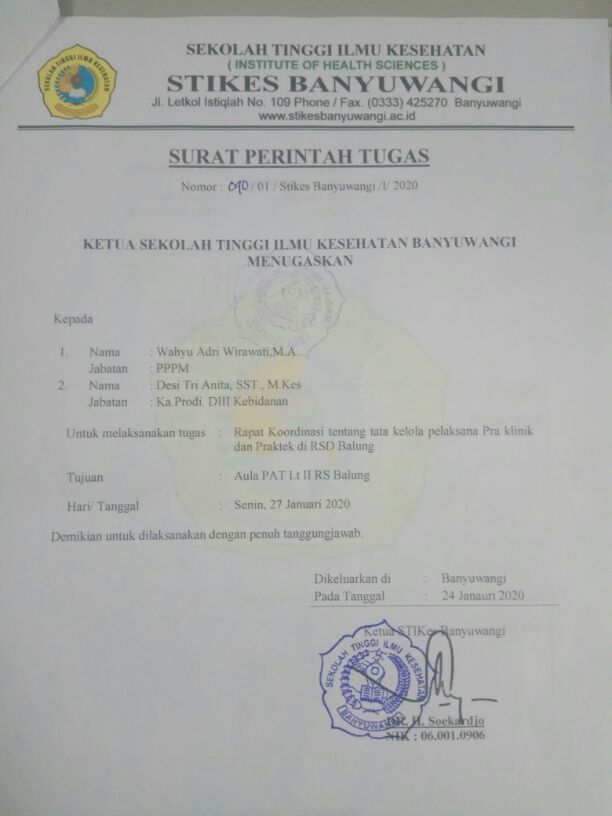 SEKOLAH TINGGI ILMU KESEHATAN
( INSTITUTE OF HEALTH SCIENCES )
STIKES BANYUWANGI
Jl. Letkol Istiqlah No. 109 Phone / Fax. (0333) 425270 Banyuwangi
www.stikesbanyuwangi.ac.id
SURAT PERINTAH TUGAS
Nomor : 090 / 01 / Stikes Banyuwangi /I/ 2020
KETUA SEKOLAH TINGGI ILMU KESEHATAN BANYUWANGI
MENUGASKAN
Kepada
1. Nama : Wahyu Adri Wirawati,M.A..
Jabatan : PPPM
2. Nama : Desi Tri Anita, SST., M.Kes
Jabatan : Ka.Prodi. DIII Kebidanan
Untuk melaksanakan tugas : Rapat Koordinasi tentang tata kelola pelaksana Pra klinik
dan Praktek di RSD Balung
Tujuan : Aula PAT Lt II RS Balung
Hari/ Tanggal : Senin, 27 Januari 2020
Demikian untuk dilaksanakan dengan penuh tanggungjawab.
Dikeluarkan di : Banyuwangi
Pada Tanggal : 24 Janauri 2020
Ketua STIKes Banyuwangi
SEKOLAH TINGGI ILMU KESEHATAN
BANYUWANGI
DR. H. Soekardjo
NIK : 06.001.0906